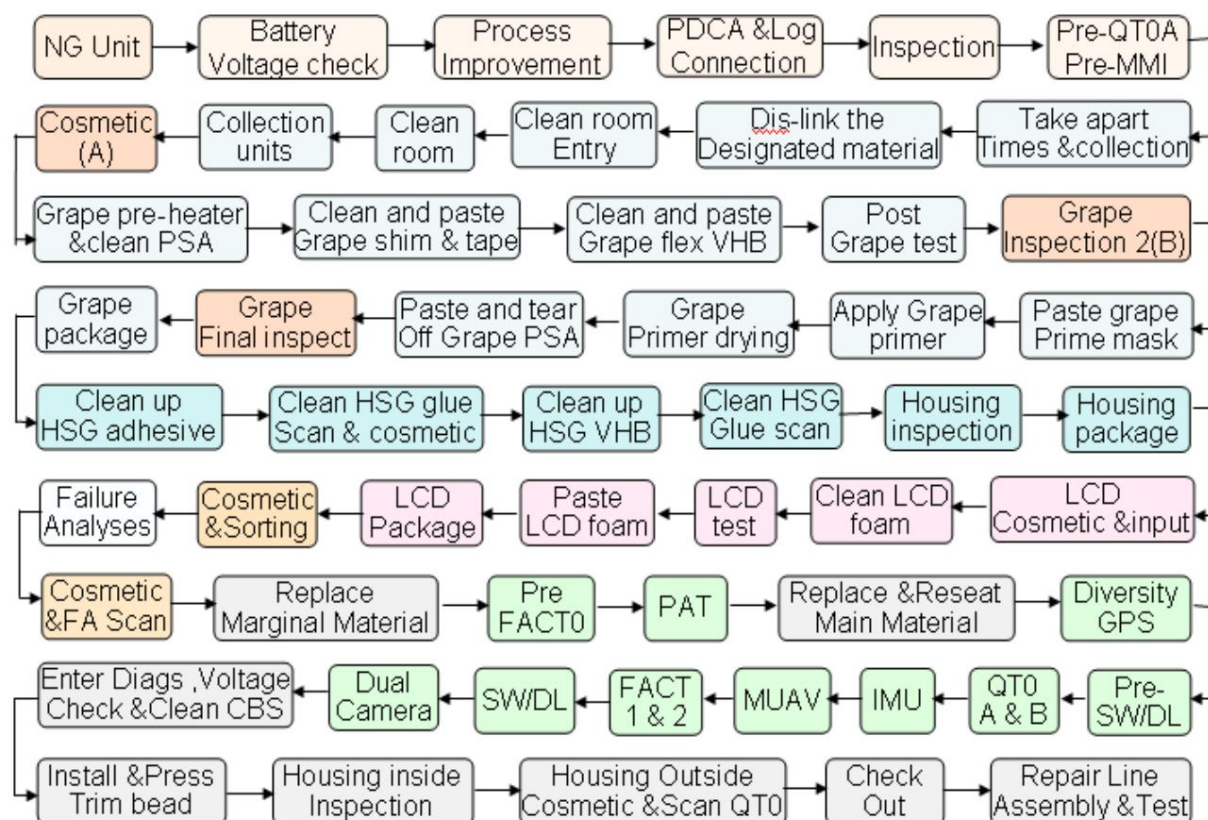 NG Unit
Battery
Voltage check
Process
Improvement
PDCA &Log
Connection
Inspection
Pre-QT0A
Pre-MMI
Cosmetic
(A)
Collection
units
Clean
room
Clean room
Entry
Dis-link the
Designated material
Take apart
Times &collection
Grape pre-heater
&clean PSA
Clean and paste
Grape shim & tape
Clean and paste
Grape flex VHB
Post
Grape test
Grape
Inspection 2(B)
Grape
package
Grape
Final inspect
Paste and tear
Off Grape PSA
Grape
Primer drying
Apply Grape
primer
Paste grape
Prime mask
Clean up
HSG adhesive
Clean HSG glue
Scan & cosmetic
Clean up
HSG VHB
Clean HSG
Glue scan
Housing
inspection
Housing
package
Failure
Analyses
Cosmetic
&Sorting
LCD
Package
Paste
LCD foam
LCD
test
Clean LCD
foam
LCD
Cosmetic &input
Cosmetic
&FA Scan
Replace
Marginal Material
Pre
FACT0
PAT
Replace &Reseat
Main Material
Diversity
GPS
Enter Diags ,Voltage
Check &Clean CBS
Dual
Camera
SW/DL
FACT
1 & 2
MUAV
IMU
QT0
A & B
Pre-
SW/DL
Install &Press
Trim bead
Housing inside
Inspection
Housing Outside
Cosmetic &Scan QT0
Check
Out
Repair Line
Assembly &Test